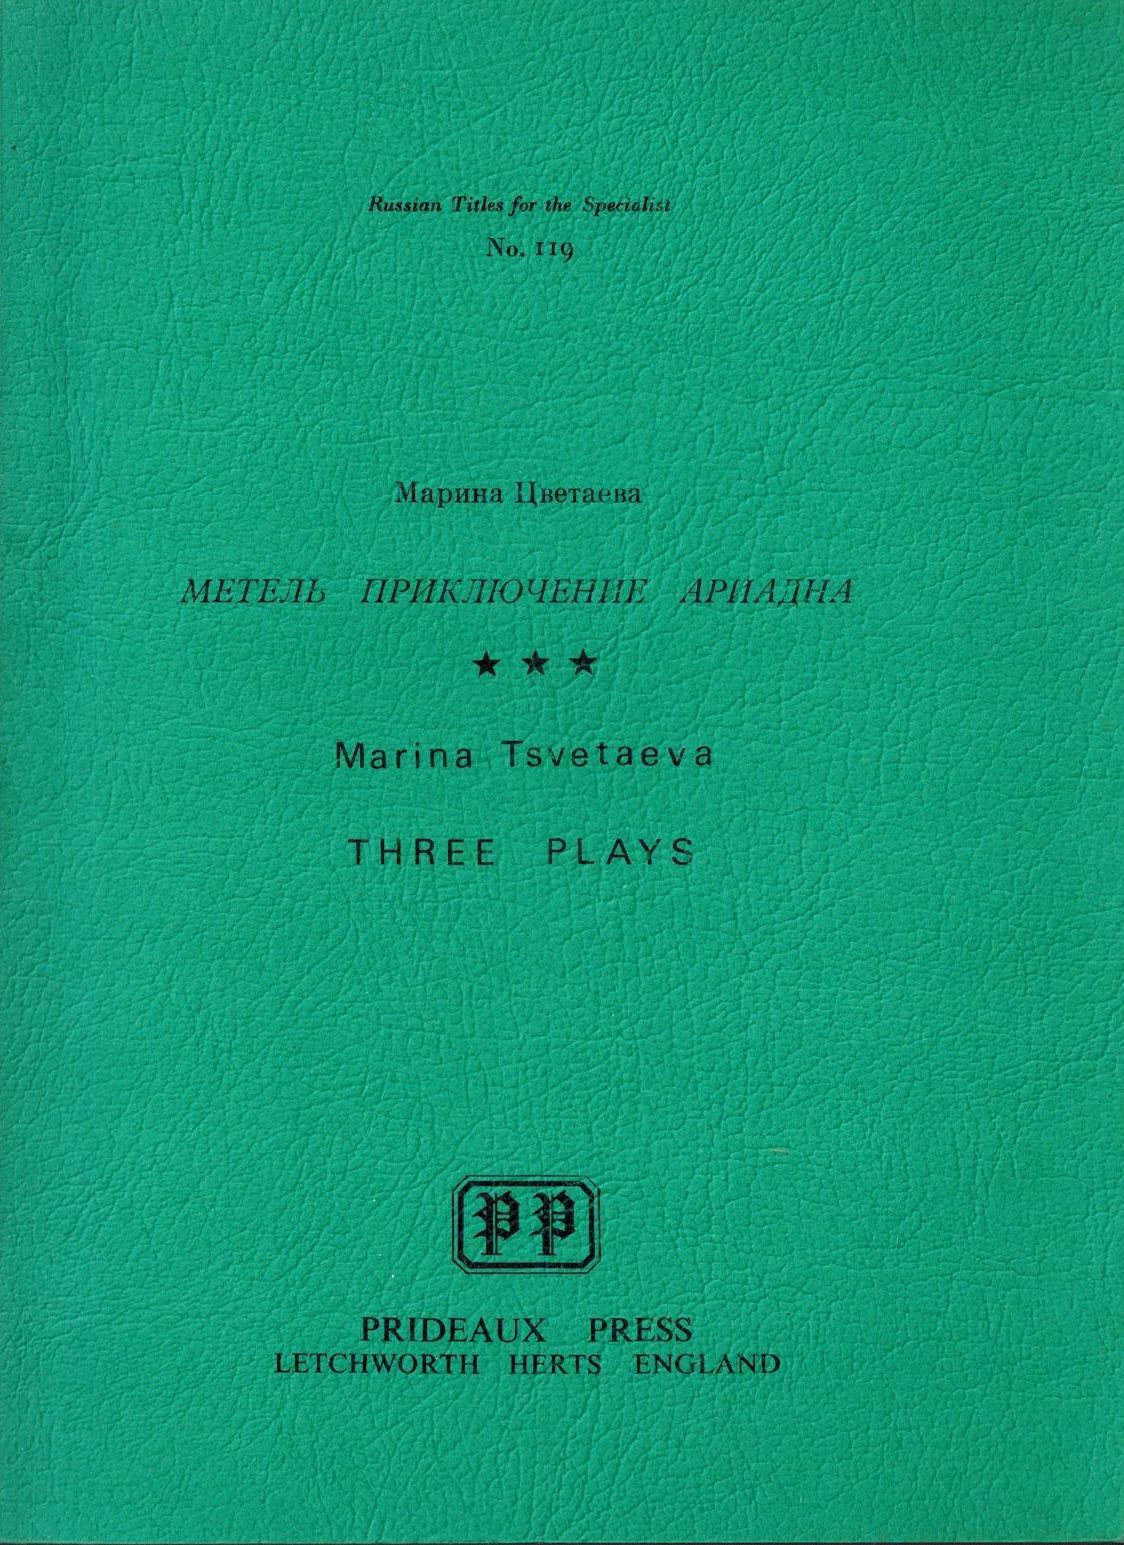 Russian Titles for the Specialist
No. 119
Марина Цветаева
МЕТЕЛЬ ПРИКЛЮЧЕНИЕ АРИАДНА
★ ★ ★
Marina Tsvetaeva
THREE PLAYS
PP
PRIDEAUX PRESS
LETCHWORTH HERTS ENGLAND